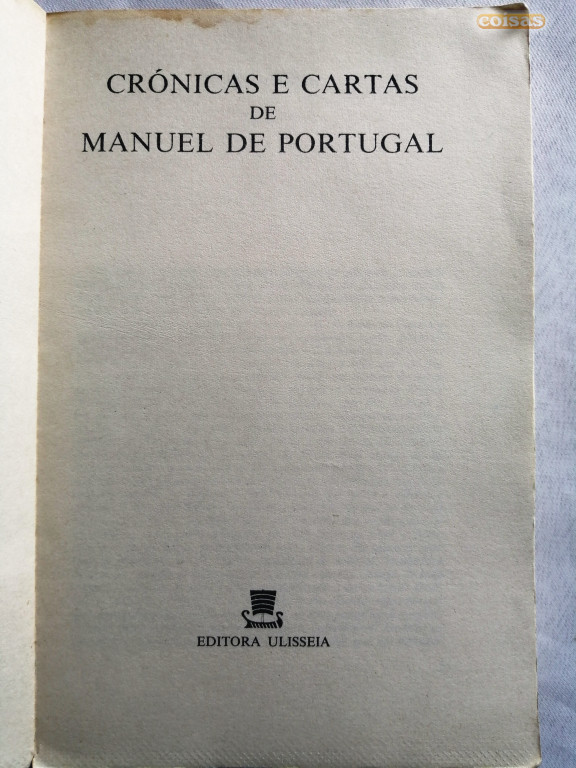 coisas
CRÓNICAS E CARTAS
DE
MANUEL DE PORTUGAL
EDITORA ULISSEIA